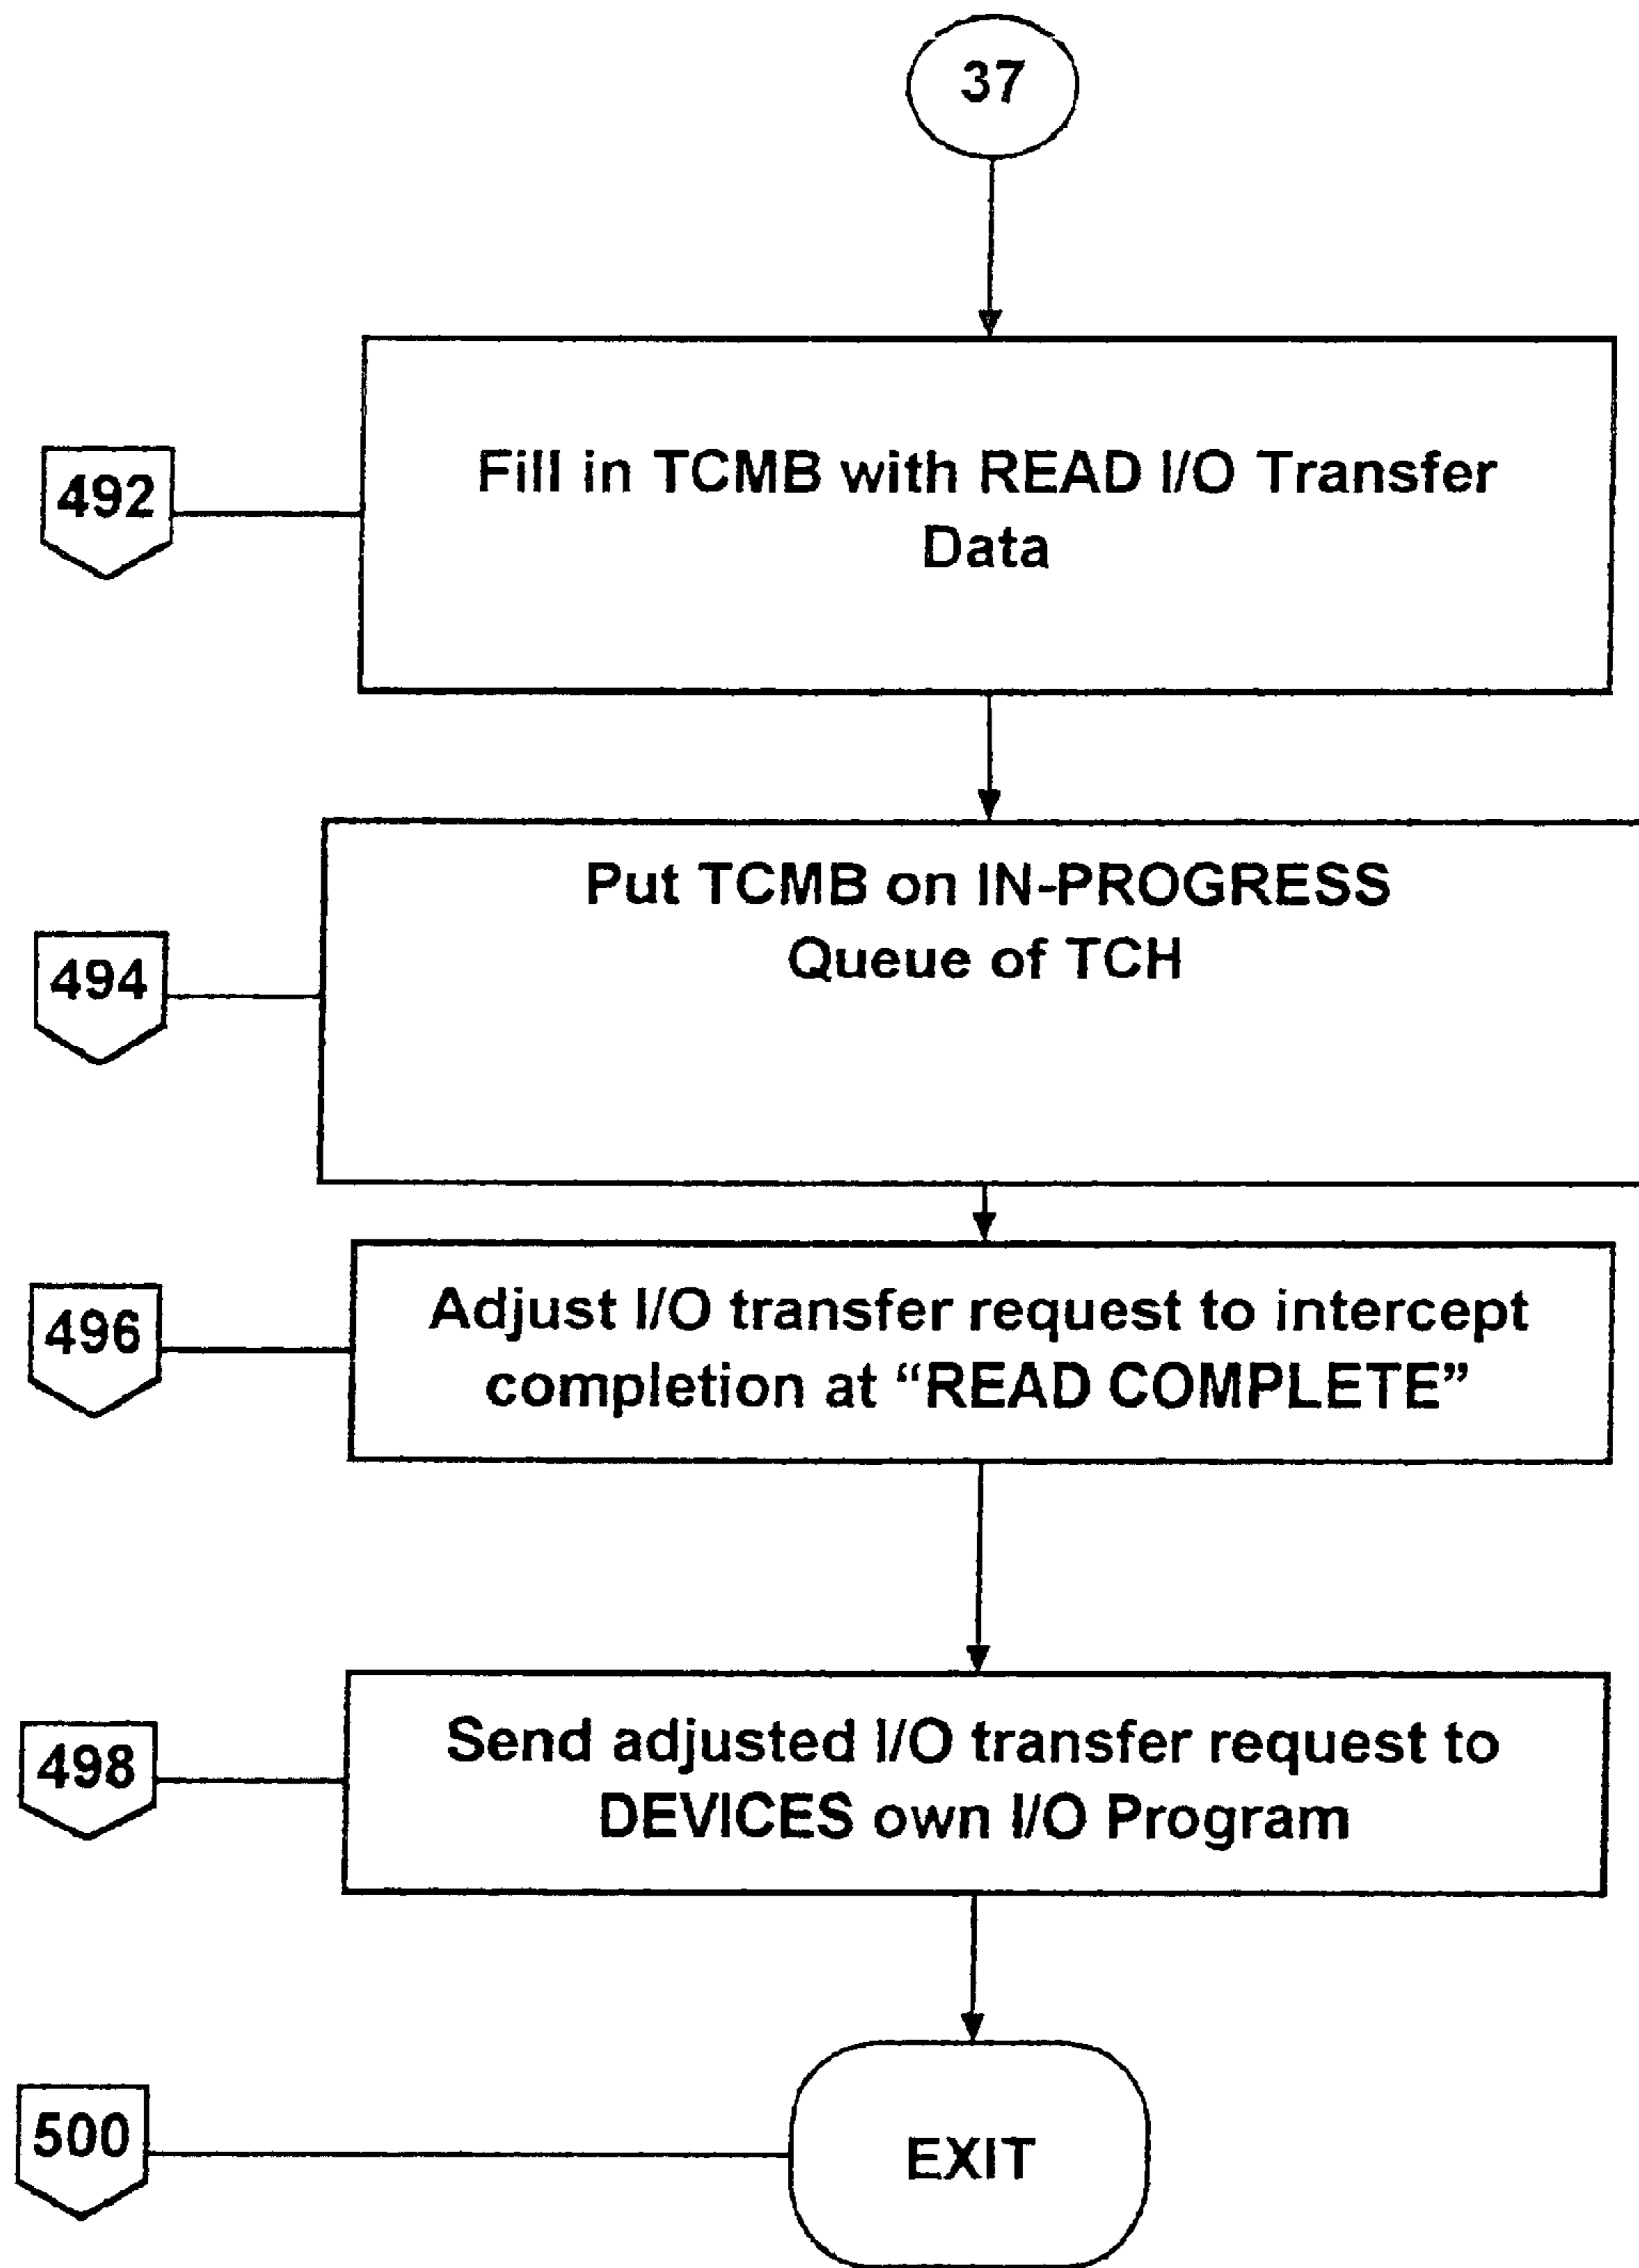 37
492
Fill in TCMB with READ I/O Transfer
Data
494
Put TCMB on IN-PROGRESS
Queue of TCH
496
Adjust I/O transfer request to intercept
completion at “READ COMPLETE”
498
Send adjusted I/O transfer request to
DEVICES own I/O Program
500
EXIT